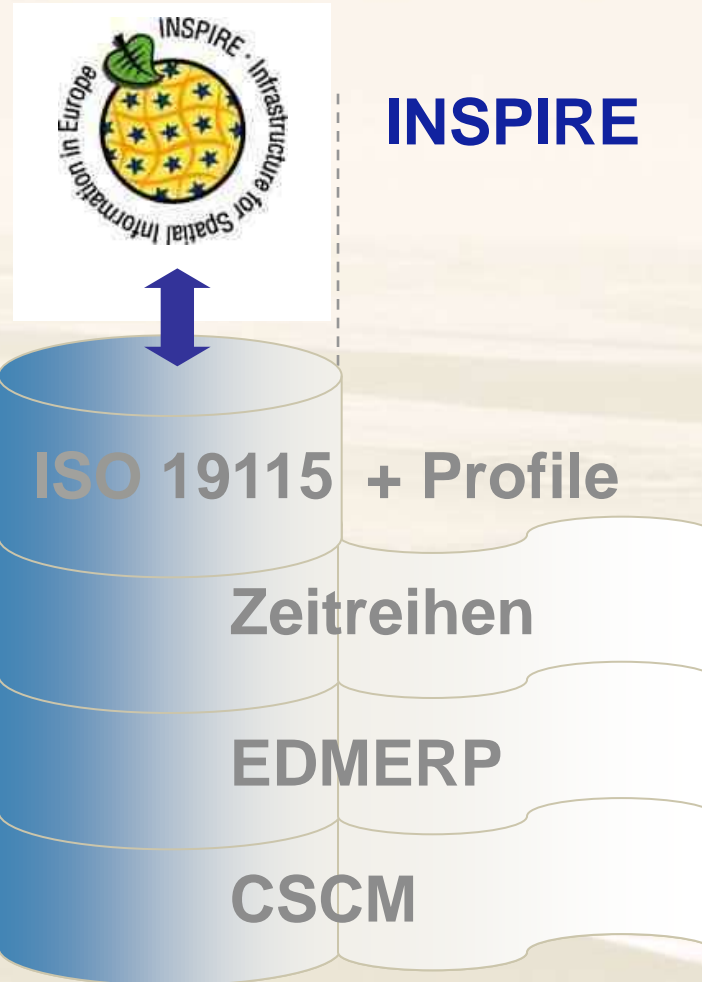 INSPIRE · Infrastructure for Spatial Information in Europe
INSPIRE
ISO 19115 + Profile
Zeitreihen
EDMERP
CSCM